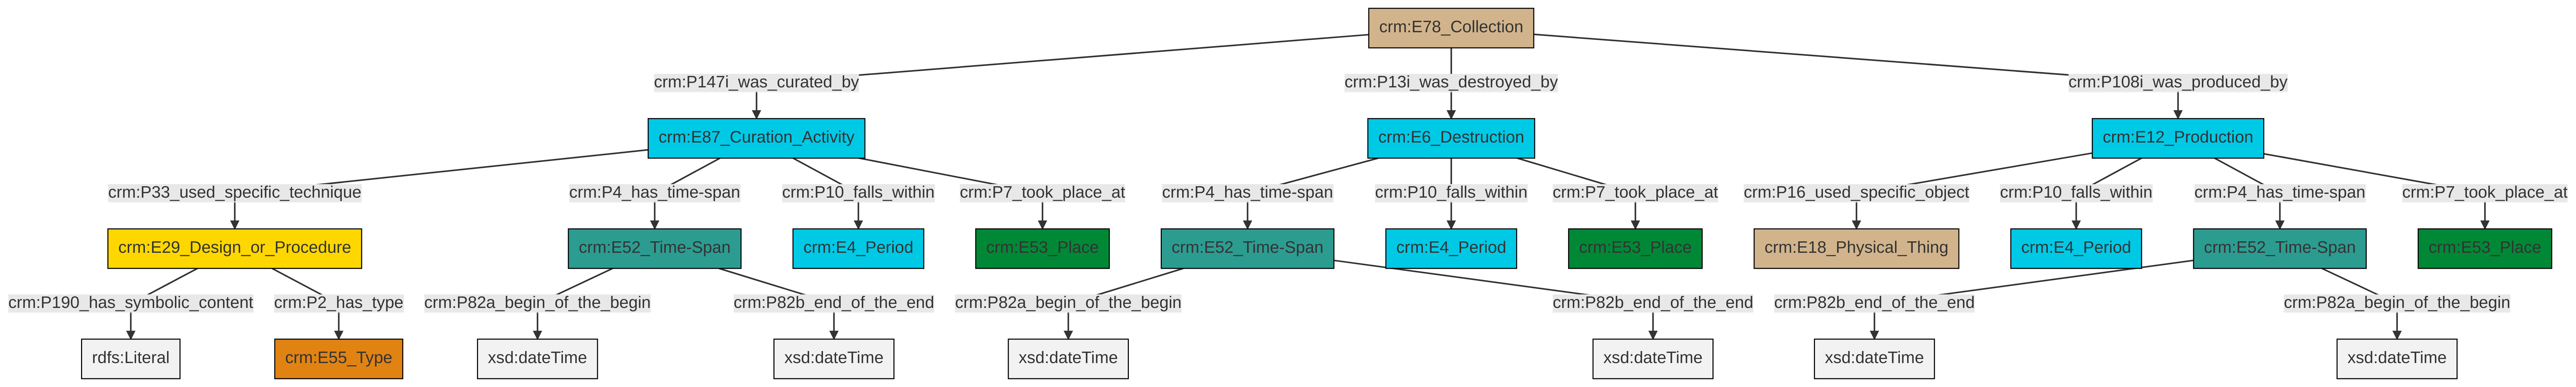 crm:E78_Collection
crm:P147i_was_curated_by
crm:P13i_was_destroyed_by
crm:P108i_was_produced_by
crm:E87_Curation_Activity
crm:E6_Destruction
crm:E12_Production
crm:P33_used_specific_technique
crm:P4_has_time-span
crm:P10_falls_within
crm:P7_took_place_at
crm:P4_has_time-span
crm:P10_falls_within
crm:P7_took_place_at
crm:P16_used_specific_object
crm:P10_falls_within
crm:P4_has_time-span
crm:P7_took_place_at
crm:E29_Design_or_Procedure
crm:E52_Time-Span
crm:E4_Period
crm:E53_Place
crm:E52_Time-Span
crm:E4_Period
crm:E53_Place
crm:E18_Physical_Thing
crm:E4_Period
crm:E52_Time-Span
crm:E53_Place
crm:P190_has_symbolic_content
crm:P2_has_type
crm:P82a_begin_of_the_begin
crm:P82b_end_of_the_end
crm:P82a_begin_of_the_begin
crm:P82b_end_of_the_end
crm:P82b_end_of_the_end
crm:P82a_begin_of_the_begin
rdfs:Literal
crm:E55_Type
xsd:dateTime
xsd:dateTime
xsd:dateTime
xsd:dateTime
xsd:dateTime
xsd:dateTime